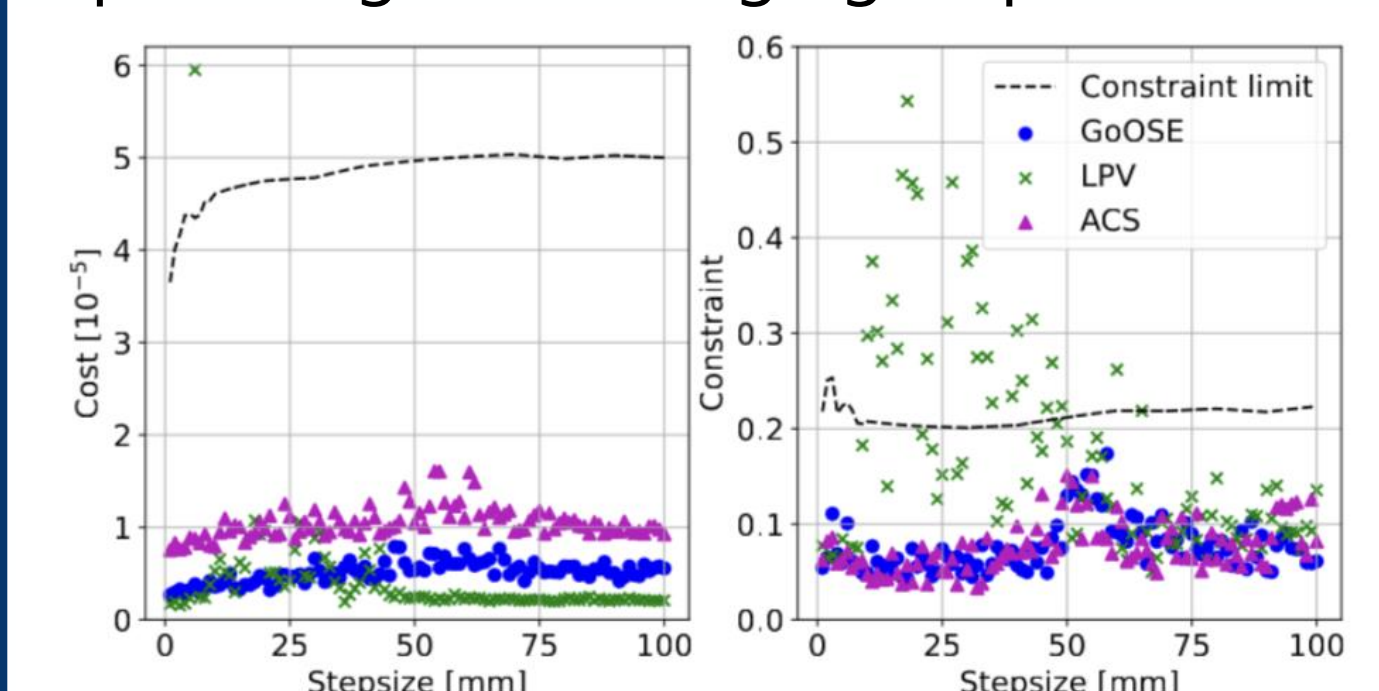 6
5
4
3
2
1
0
Cost [10⁻⁵]
0 25 50 75 100
Stepsize [mm]
0.6
0.5
0.4
0.3
0.2
0.1
0.0
Constraint
0 25 50 75 100
Stepsize [mm]
Constraint limit
GoOSE
LPV
ACS